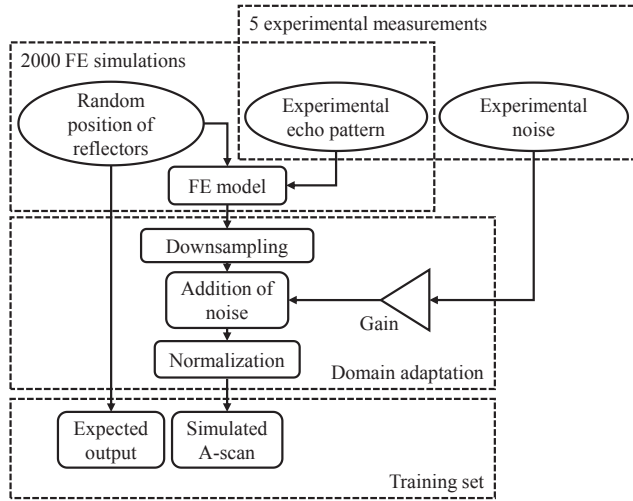 5 experimental measurements
2000 FE simulations
Random
position of
reflectors
Experimental
echo pattern
Experimental
noise
FE model
Downsampling
Addition of
noise
Gain
Normalization
Domain adaptation
Expected
output
Simulated
A-scan
Training set